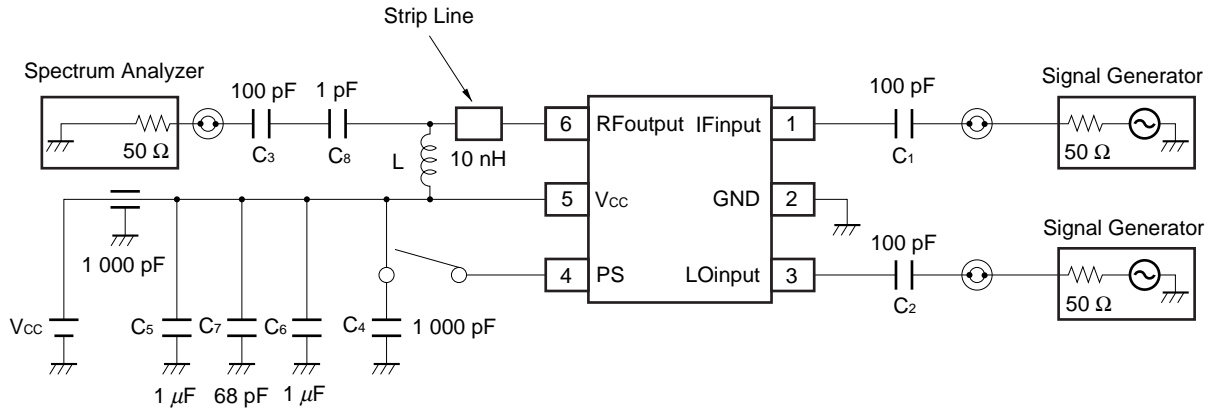 Strip Line
Spectrum Analyzer
100 pF
1 pF
50 Ω
C3
C8
L
10 nH
6
RFoutput
IFinput
1
100 pF
C1
Signal Generator
50 Ω
5
VCC
GND
2
1 000 pF
4
PS
LOinput
3
100 pF
C2
Signal Generator
50 Ω
VCC
C5
C7
C6
C4
1 000 pF
1 µF
68 pF
1 µF